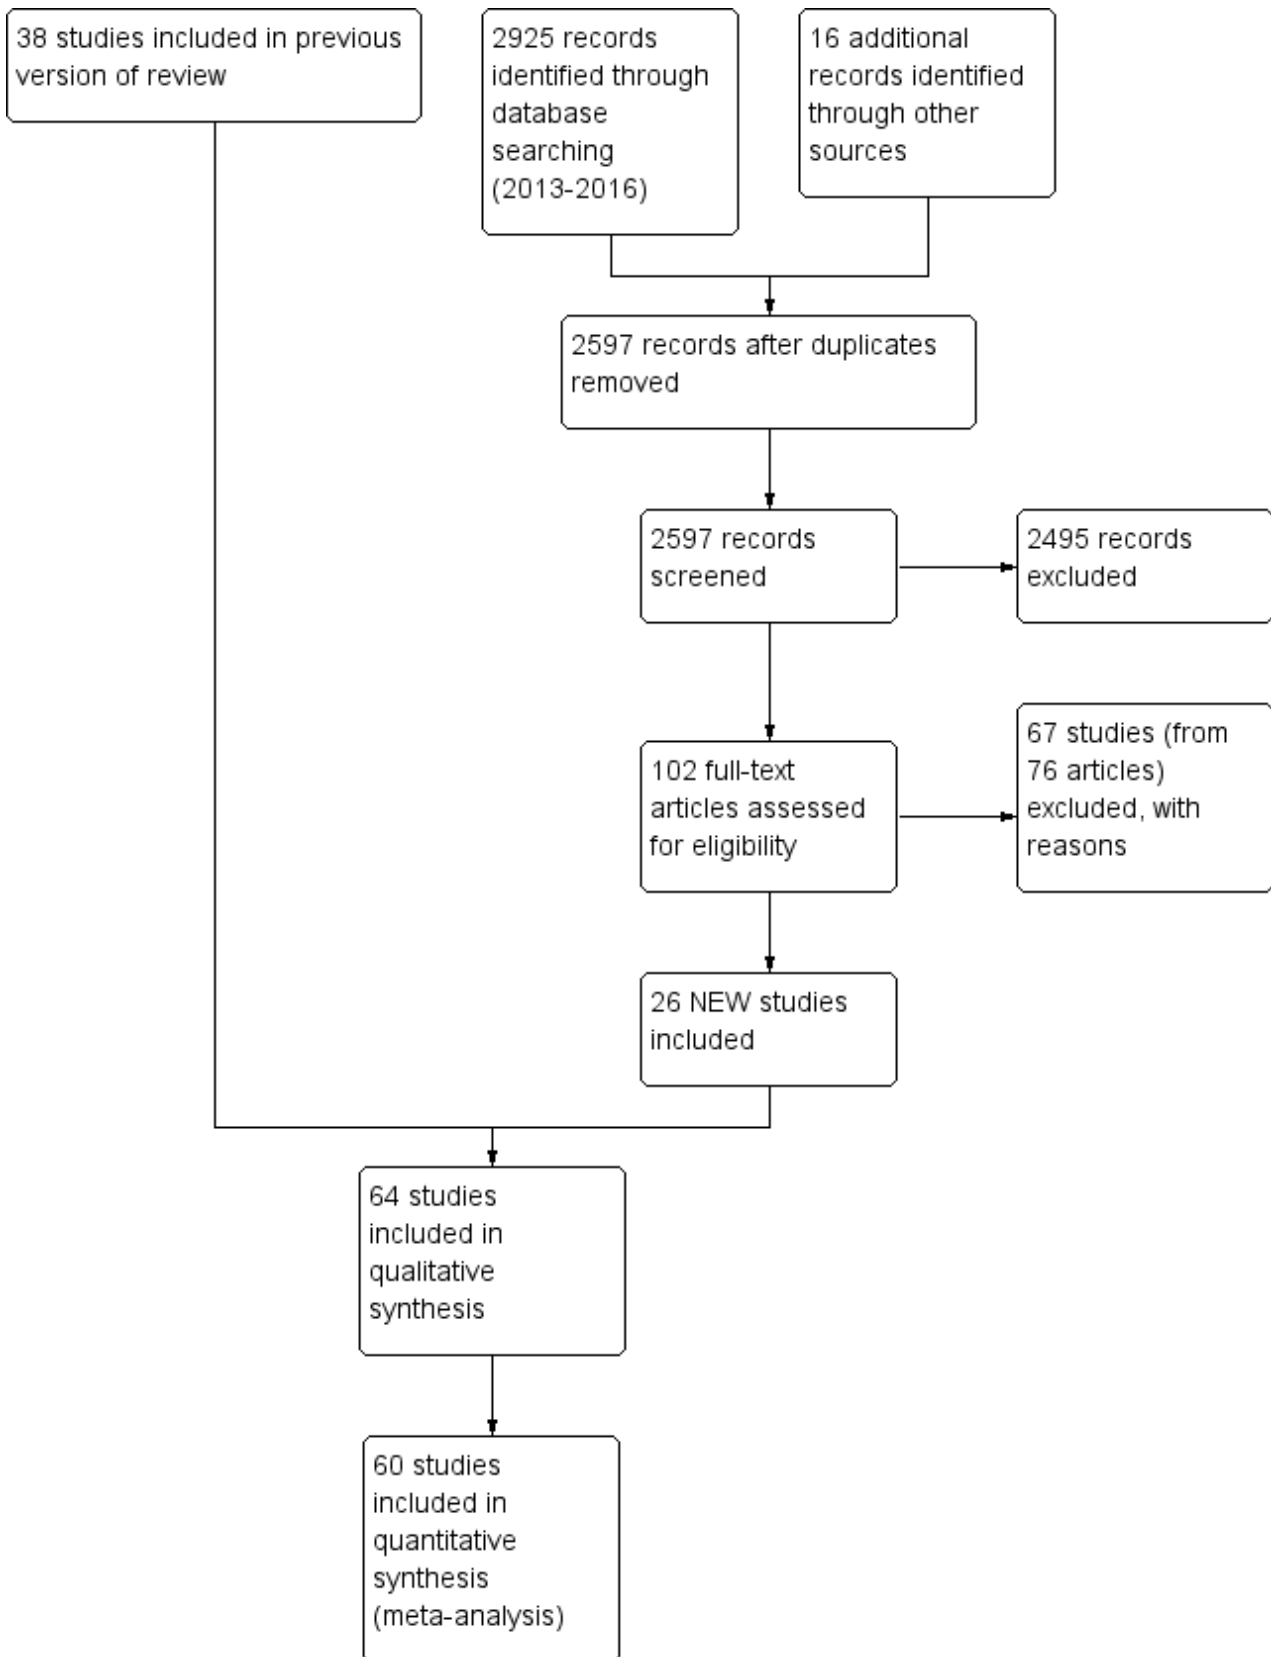 38 studies included in previous
version of review
2925 records
identified through
database
searching
(2013-2016)
16 additional
records identified
through other
sources
2597 records after duplicates
removed
2597 records
screened
2495 records
excluded
102 full-text
articles assessed
for eligibility
67 studies (from
76 articles)
excluded, with
reasons
26 NEW studies
included
64 studies
included in
qualitative
synthesis
60 studies
included in
quantitative
synthesis
(meta-analysis)